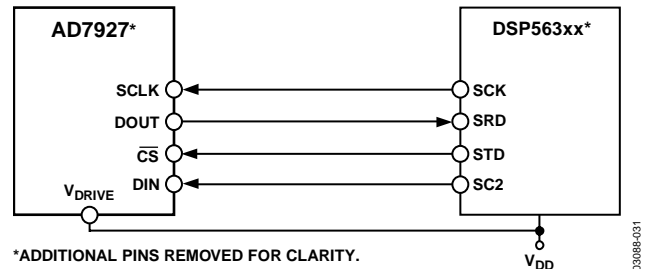 AD7927*
DSP563xx*
SCLK
SCK
DOUT
SRD
CS
STD
DIN
SC2
VDRIVE
VDD
*ADDITIONAL PINS REMOVED FOR CLARITY.
03088-031